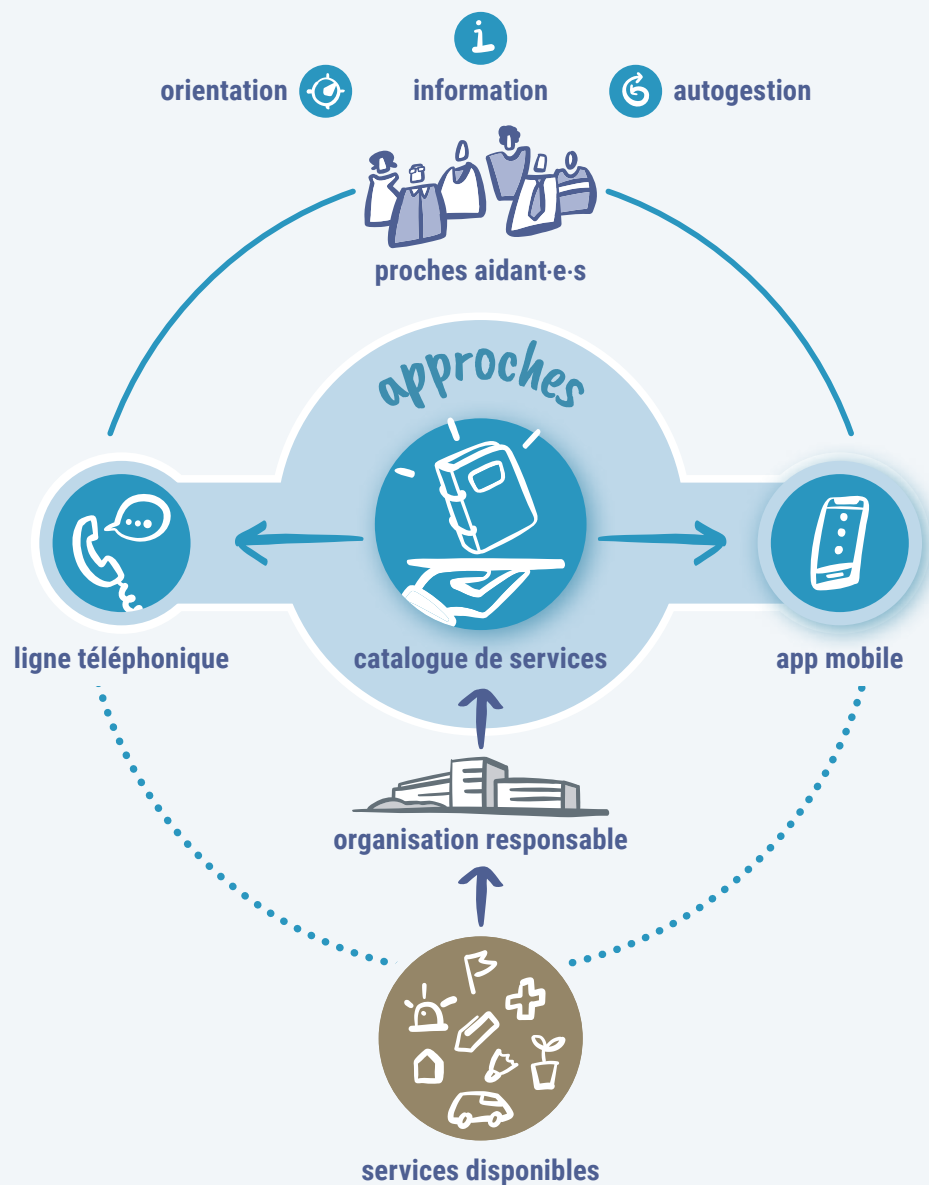 orientation
information
autogestion
proches aidant·e·s
approches
ligne téléphonique
catalogue de services
app mobile
organisation responsable
services disponibles